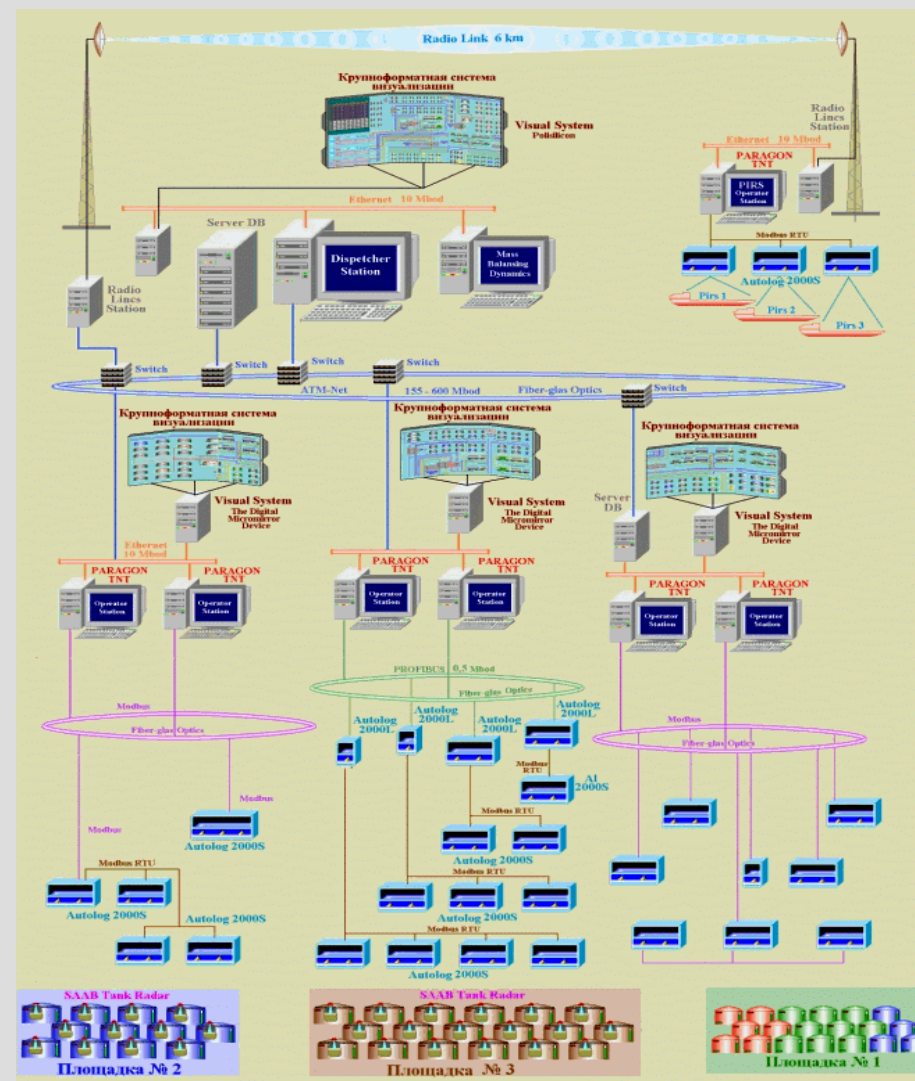 Radio Link 6 km
Крупноформатная система
визуализации
Visual System
Polisilicon
Radio
Lincs
Station
Ethernet 10 Mbod
PARAGON
TNT
PIRS
Operator
Station
Modbus RTU
Autolog 2000S
Pirs 1
Pirs 2
Pirs 3
Ethernet 10 Mbod
Server DB
Dispetcher
Station
Mass
Balansing
Dynamics
Radio
Lincs
Station
Switch
Switch
Switch
Switch
Switch
ATM-Net
155 - 600 Mbod
Fiber-glas Optics
Крупноформатная система
визуализации
Visual System
The Digital
Micromirror
Device
Ethernet
10 Mbod
PARAGON
TNT
PARAGON
TNT
Operator
Station
Operator
Station
Крупноформатная система
визуализации
Visual System
The Digital
Micromirror
Device
PARAGON
TNT
PARAGON
TNT
Operator
Station
Operator
Station
Крупноформатная система
визуализации
Server
DB
Visual System
The Digital
Micromirror
Device
PARAGON
TNT
PARAGON
TNT
Operator
Station
Operator
Station
Modbus
Fiber-glas Optics
Modbus
Modbus
Autolog 2000S
Modbus RTU
Autolog 2000S
Autolog 2000S
PROFIBUS 0,5 Mbod
Fiber-glas Optics
Autolog
2000L
Autolog
2000L
Autolog
2000L
Autolog
2000L
Modbus
RTU
Al
2000S
Modbus RTU
Autolog 2000S
Modbus RTU
Autolog 2000S
Modbus RTU
Autolog 2000S
Modbus
Fiber-glas Optics
SAAB Tank Radar
Площадка № 2
SAAB Tank Radar
Площадка № 3
Площадка № 1